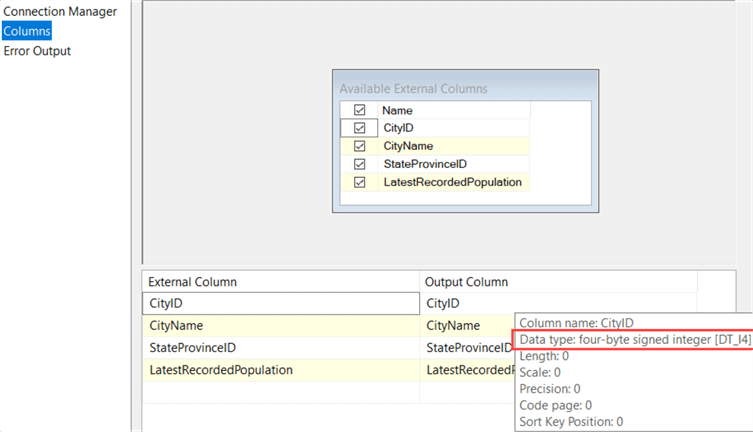 Connection Manager
Columns
Error Output
Available External Columns
Name
CityID
CityName
StateProvinceID
LatestRecordedPopulation
External Column Output Column
CityID CityID
CityName CityName
StateProvinceID StateProvinceID
LatestRecordedPopulation LatestRecorde
Column name: CityID
Data type: four-byte signed integer [DT_I4]
Length: 0
Scale: 0
Precision: 0
Code page: 0
Sort Key Position: 0